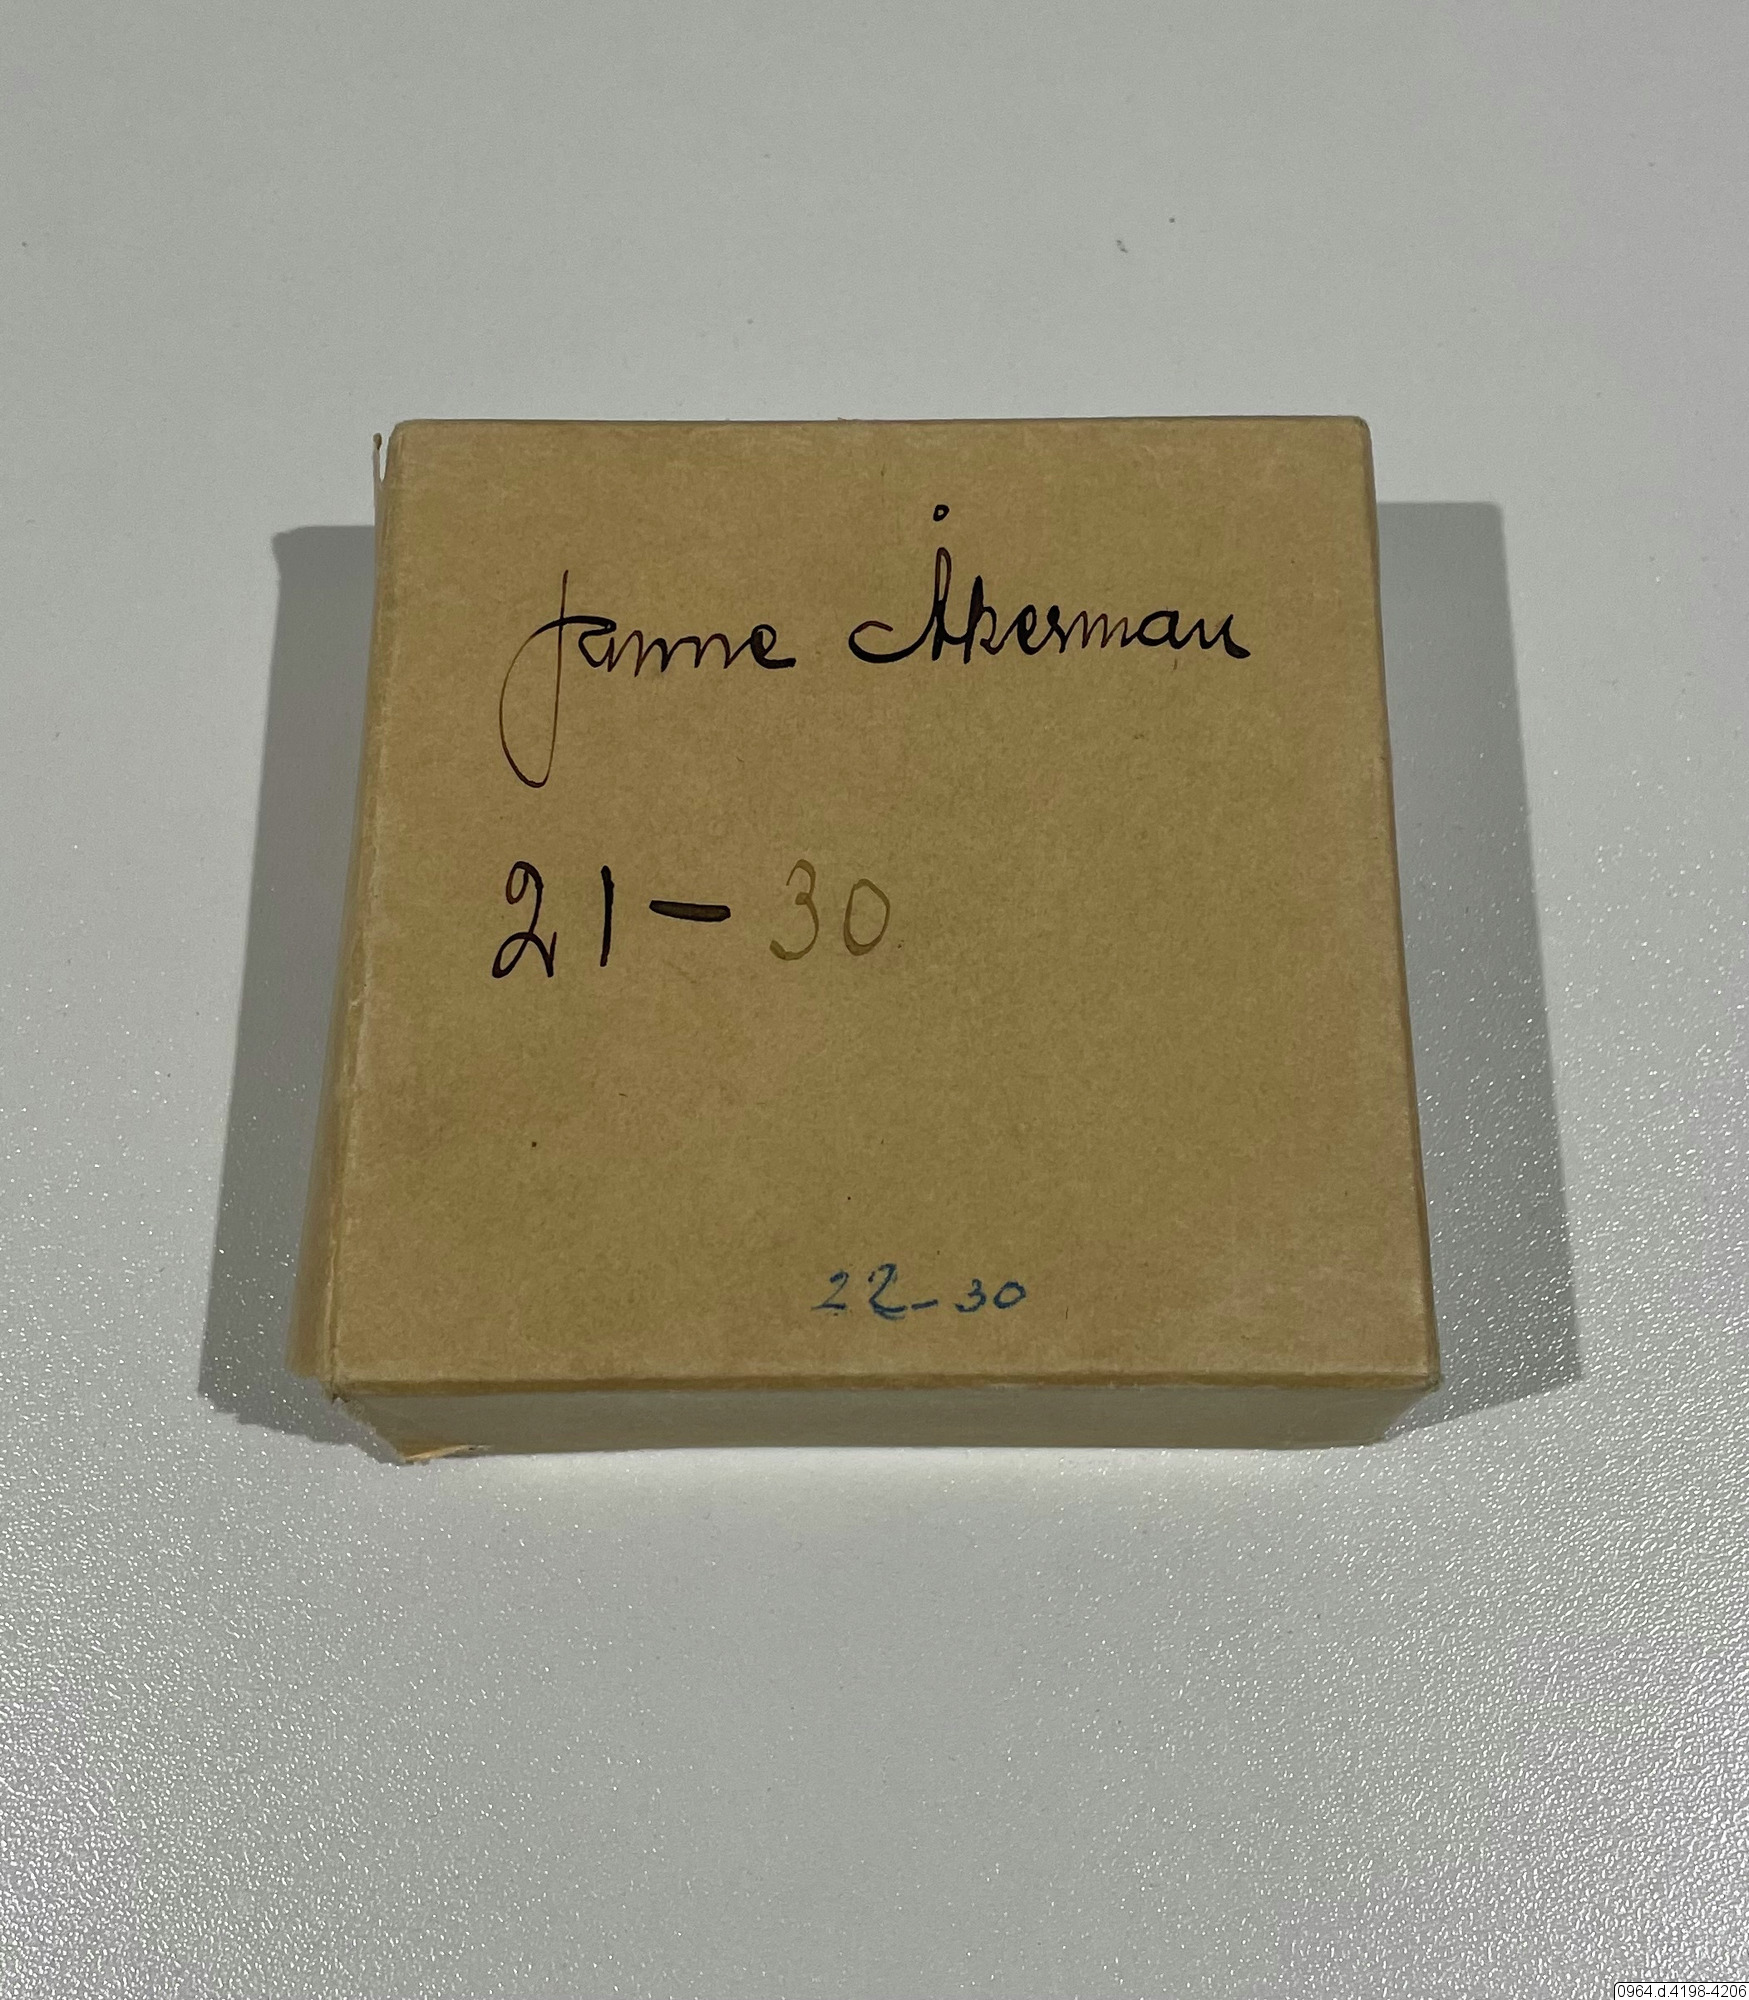 Janne Åkerman
21 - 30
22 - 30
0964.d.4198-4206